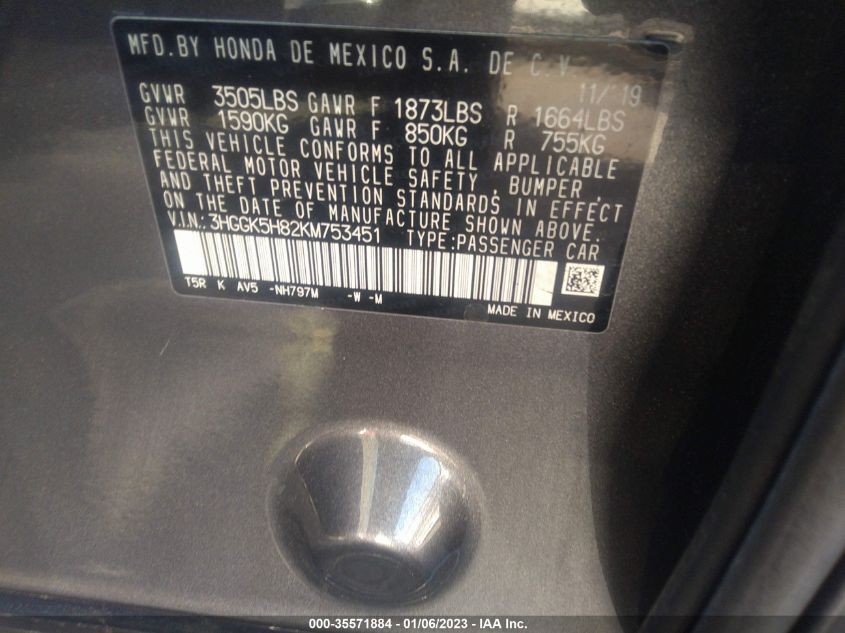 MFD.BY HONDA DE MEXICO S.A. DE C.V.
11/19
GVWR 3505LBS GAWR F 1873LBS R 1664LBS
GVWR 1590KG GAWR F 850KG R 755KG
THIS VEHICLE CONFORMS TO ALL APPLICABLE
FEDERAL MOTOR VEHICLE SAFETY, BUMPER,
AND THEFT PREVENTION STANDARDS IN EFFECT
ON THE DATE OF MANUFACTURE SHOWN ABOVE.
V.I.N.: 3HGGK5H82KM753451 TYPE:PASSENGER CAR
T5R K AV5 -NH797M -W -M
MADE IN MEXICO
000-35571884 - 01/06/2023 - IAA Inc.